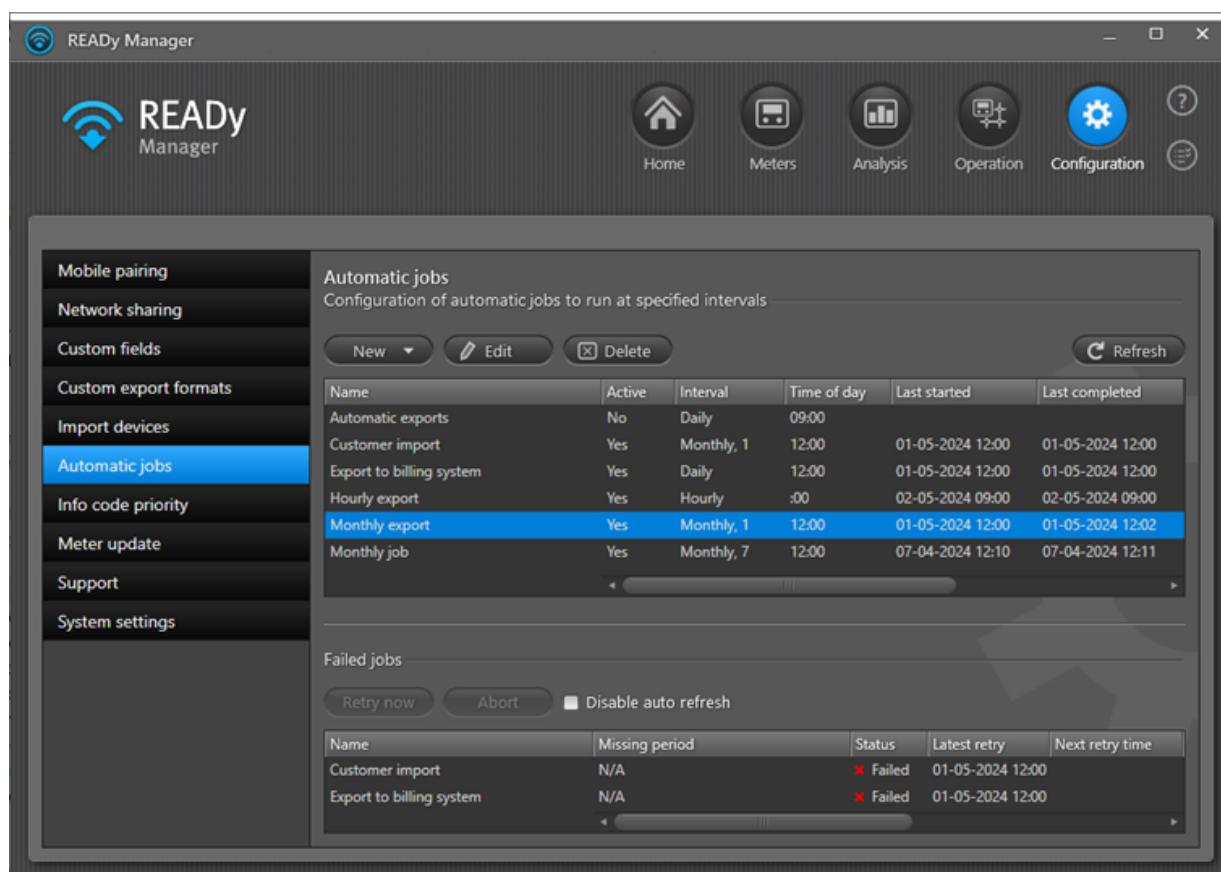 READy Manager
READy
Manager
Home Meters Analysis Operation Configuration
?
Mobile pairing
Network sharing
Custom fields
Custom export formats
Import devices
Automatic jobs
Info code priority
Meter update
Support
System settings
Automatic jobs
Configuration of automatic jobs to run at specified intervals
New Edit Delete Refresh
Name Active Interval Time of day Last started Last completed
Automatic exports No Daily 09:00
Customer import Yes Monthly, 1 12:00 01-05-2024 12:00 01-05-2024 12:00
Export to billing system Yes Daily 12:00 01-05-2024 12:00 01-05-2024 12:00
Hourly export Yes Hourly :00 02-05-2024 09:00 02-05-2024 09:00
Monthly export Yes Monthly, 1 12:00 01-05-2024 12:00 01-05-2024 12:02
Monthly job Yes Monthly, 7 12:00 07-04-2024 12:10 07-04-2024 12:11
Failed jobs
Retry now Abort Disable auto refresh
Name Missing period Status Latest retry Next retry time
Customer import N/A Failed 01-05-2024 12:00
Export to billing system N/A Failed 01-05-2024 12:00